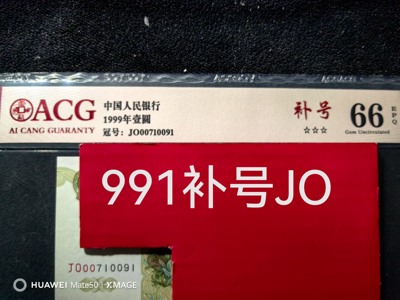 ACG
AI CANG GUARANTY
中国人民银行
1999年壹圆
冠号：JO00710091
补号
☆☆☆
66 EPQ
Gem Uncirculated
991补号JO
JO00710091
HUAWEI Mate50 | XMAGE